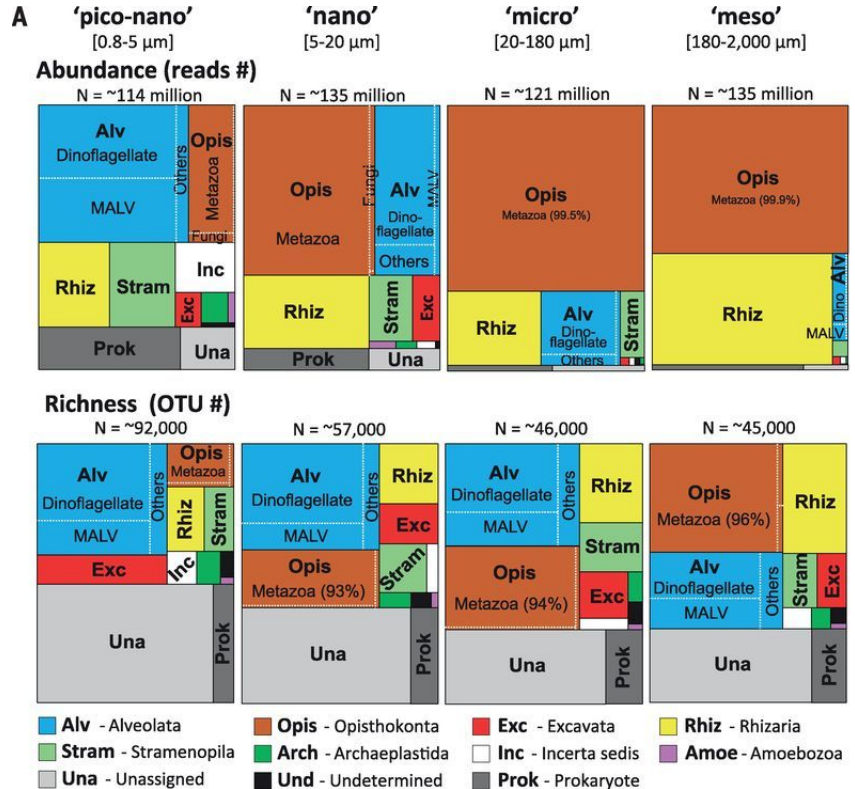 A
'pico-nano' 'nano' 'micro' 'meso'
[0.8-5 µm] [5-20 µm] [20-180 µm] [180-2,000 µm]
Abundance (reads #)
N = ~114 million N = ~135 million N = ~121 million N = ~135 million
Alv
Dinoflagellate
MALV
Others
Opis
Metazoa
Fungi
Rhiz
Stram
Inc
Exc
Prok
Una
Opis
Metazoa
Fungi
Alv
Dino-
flagellate
MALV
Others
Rhiz
Stram
Exc
Prok
Una
Opis
Metazoa (99.5%)
Rhiz
Alv
Dino-
flagellate
Others
Stram
Opis
Metazoa (99.9%)
Rhiz
Alv
Dino
MALV
Richness (OTU #)
N = ~92,000 N = ~57,000 N = ~46,000 N = ~45,000
Alv
Dinoflagellate
MALV
Others
Opis
Metazoa
Rhiz
Stram
Exc
Inc
Una
Prok
Alv
Dinoflagellate
MALV
Others
Rhiz
Exc
Opis
Metazoa (93%)
Stram
Una
Prok
Alv
Dinoflagellate
MALV
Others
Rhiz
Stram
Opis
Metazoa (94%)
Exc
Una
Prok
Opis
Metazoa (96%)
Rhiz
Alv
Dinoflagellate
MALV
Others
Stram
Exc
Una
Prok
Alv - Alveolata Opis - Opisthokonta Exc - Excavata Rhiz - Rhizaria
Stram - Stramenopila Arch - Archaeplastida Inc - Incerta sedis Amoe - Amoebozoa
Una - Unassigned Und - Undetermined Prok - Prokaryote